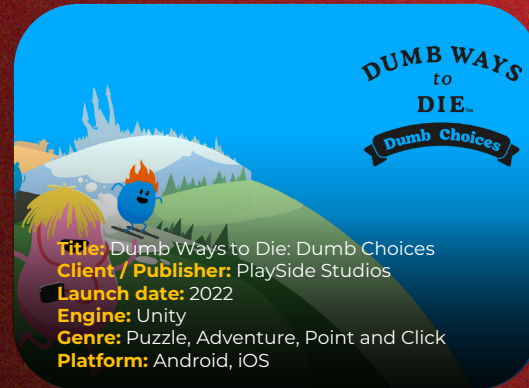 DUMB WAYS
to
DIE™
Dumb Choices
Title: Dumb Ways to Die: Dumb Choices
Client / Publisher: PlaySide Studios
Launch date: 2022
Engine: Unity
Genre: Puzzle, Adventure, Point and Click
Platform: Android, iOS